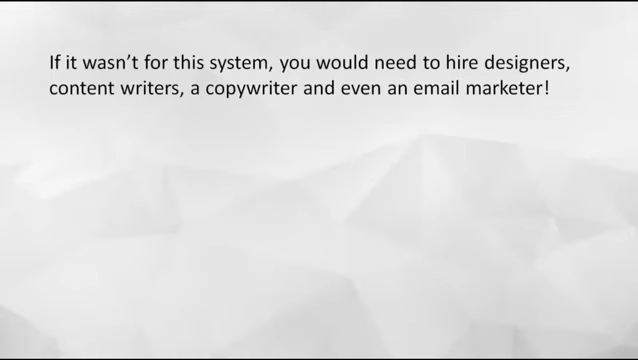 If it wasn’t for this system, you would need to hire designers,
content writers, a copywriter and even an email marketer!